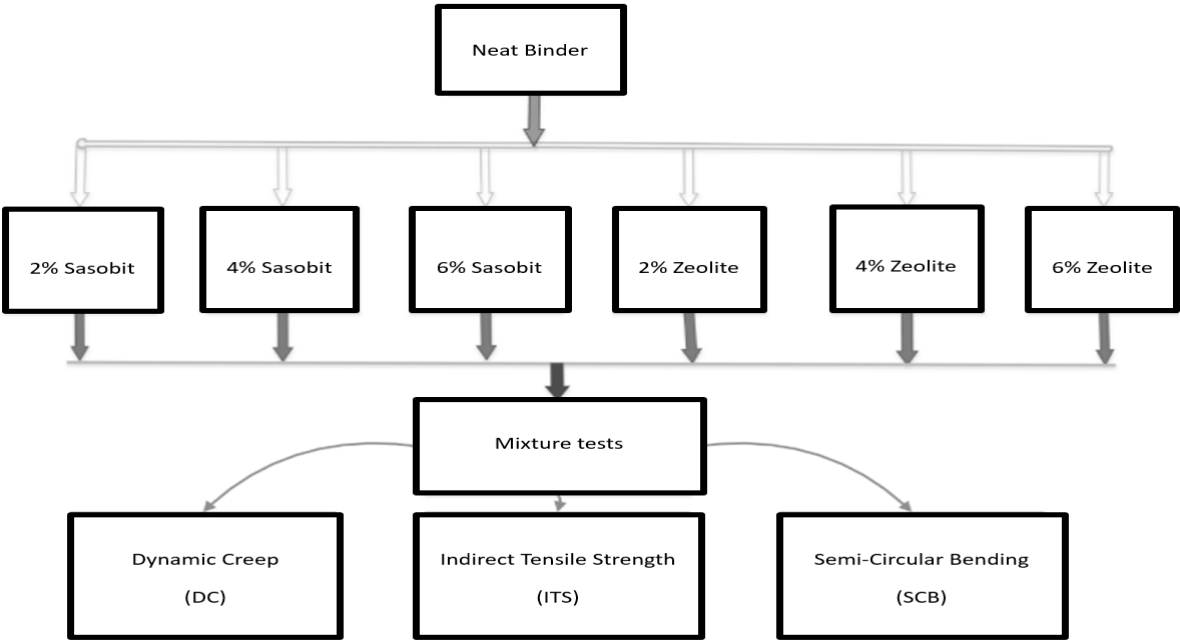 Neat Binder
2% Sasobit
4% Sasobit
6% Sasobit
2% Zeolite
4% Zeolite
6% Zeolite
Mixture tests
Dynamic Creep
(DC)
Indirect Tensile Strength
(ITS)
Semi-Circular Bending
(SCB)